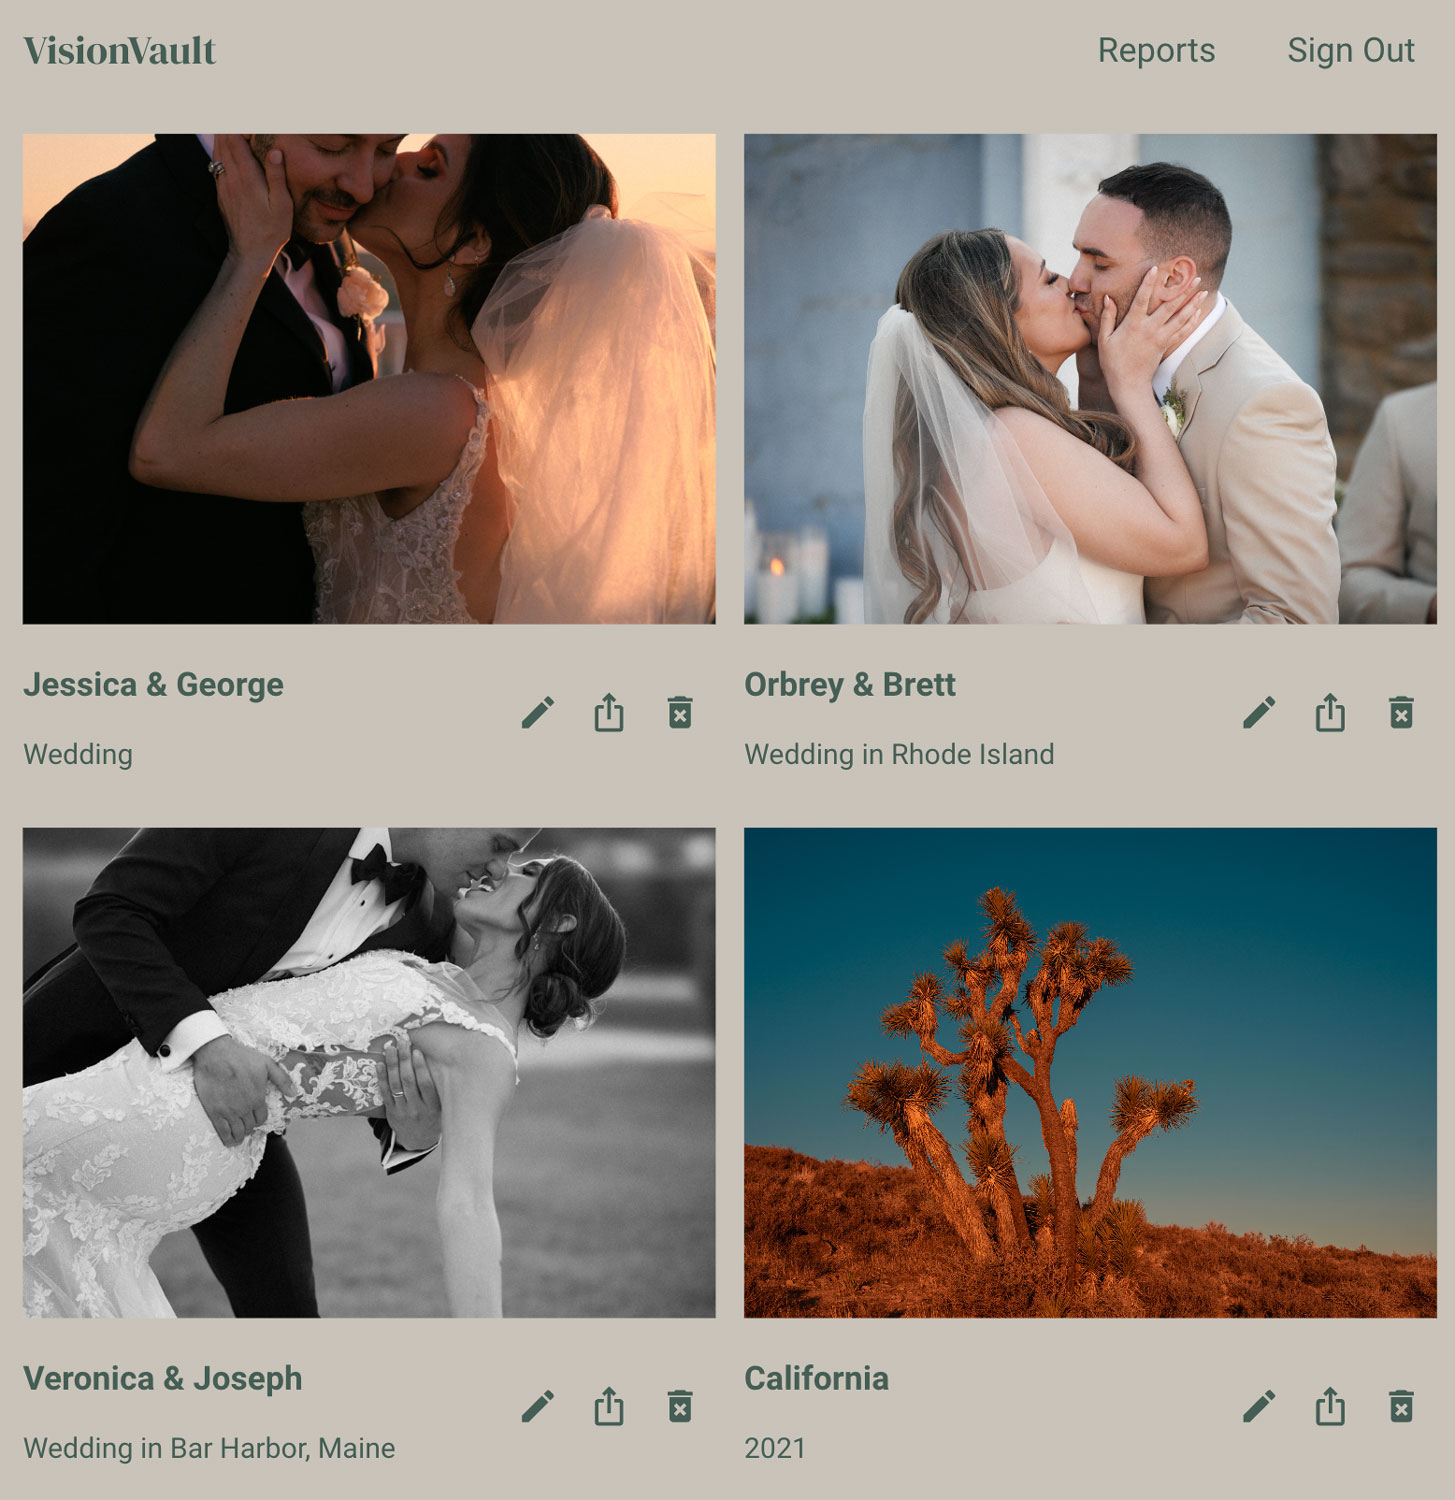 VisionVault
Reports
Sign Out
Jessica & George
Wedding
Orbrey & Brett
Wedding in Rhode Island
Veronica & Joseph
Wedding in Bar Harbor, Maine
California
2021